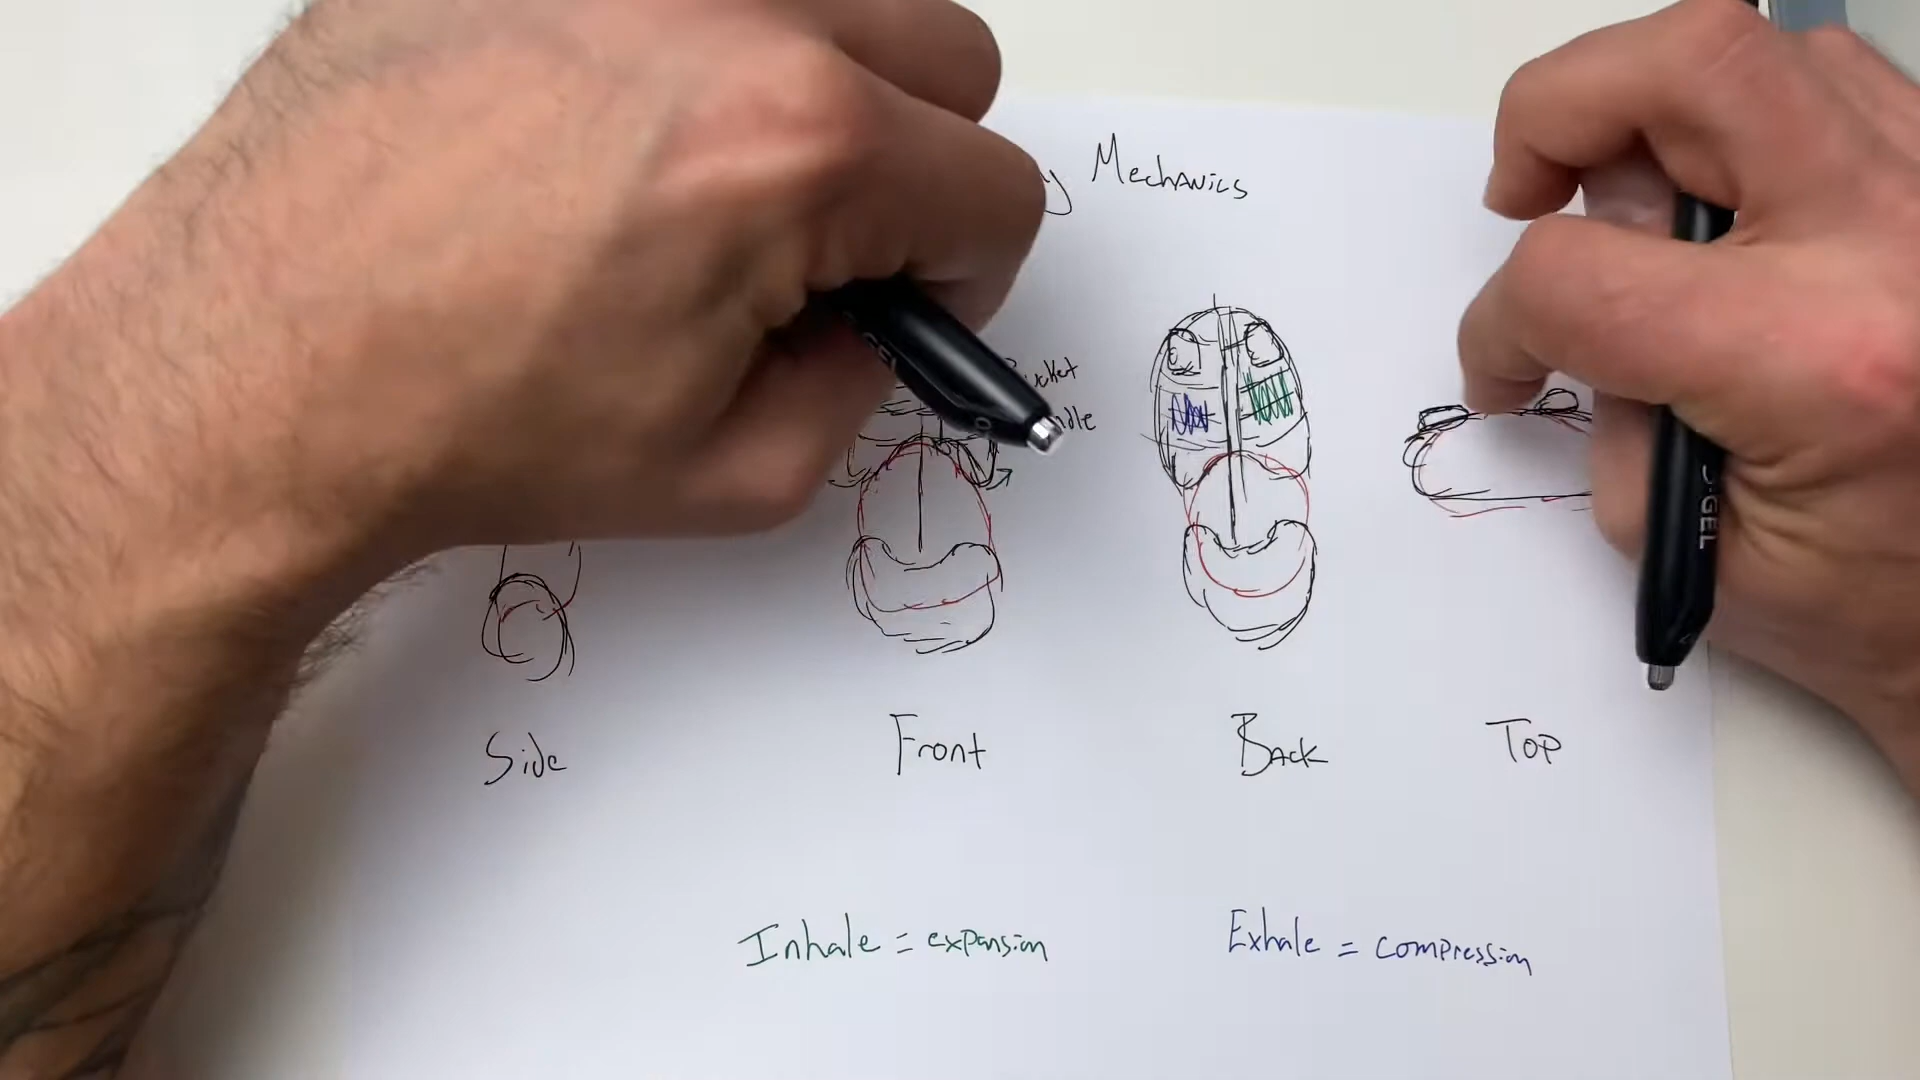 Mechanics
Side
Front
Back
Top
Inhale = expansion
Exhale = compression